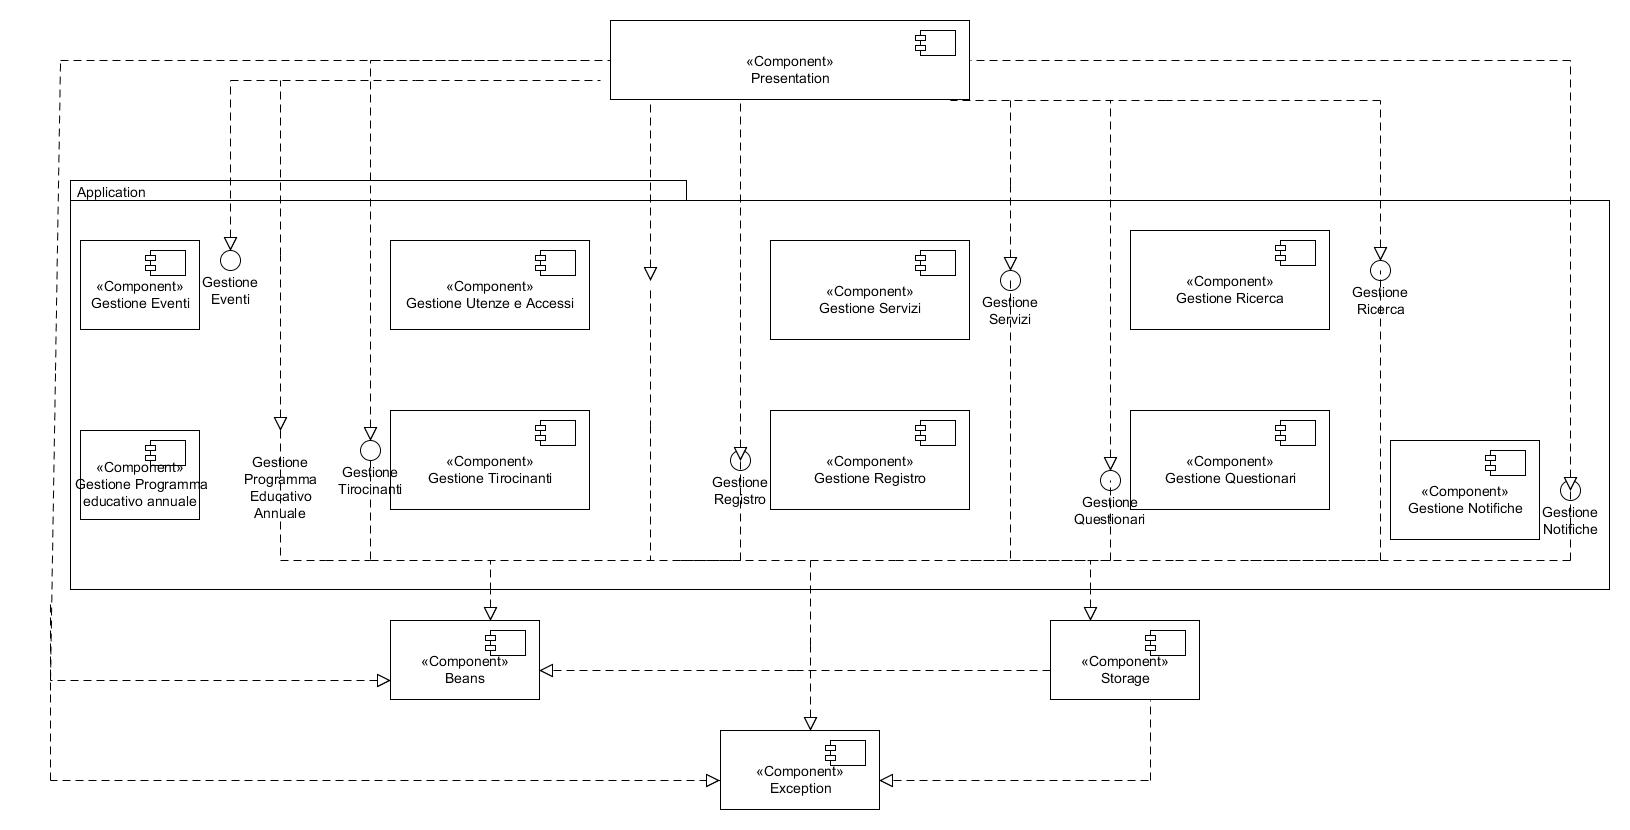 «Component»
Presentation
Application
«Component»
Gestione Eventi
Gestione
Eventi
«Component»
Gestione Utenze e Accessi
«Component»
Gestione Servizi
Gestione
Servizi
«Component»
Gestione Ricerca
Gestione
Ricerca
«Component»
Gestione Programma
educativo annuale
Gestione
Programma
Educativo
Annuale
Gestione
Tirocinanti
«Component»
Gestione Tirocinanti
Gestione
Registro
«Component»
Gestione Registro
Gestione
Questionari
«Component»
Gestione Questionari
«Component»
Gestione Notifiche
Gestione
Notifiche
«Component»
Beans
«Component»
Storage
«Component»
Exception